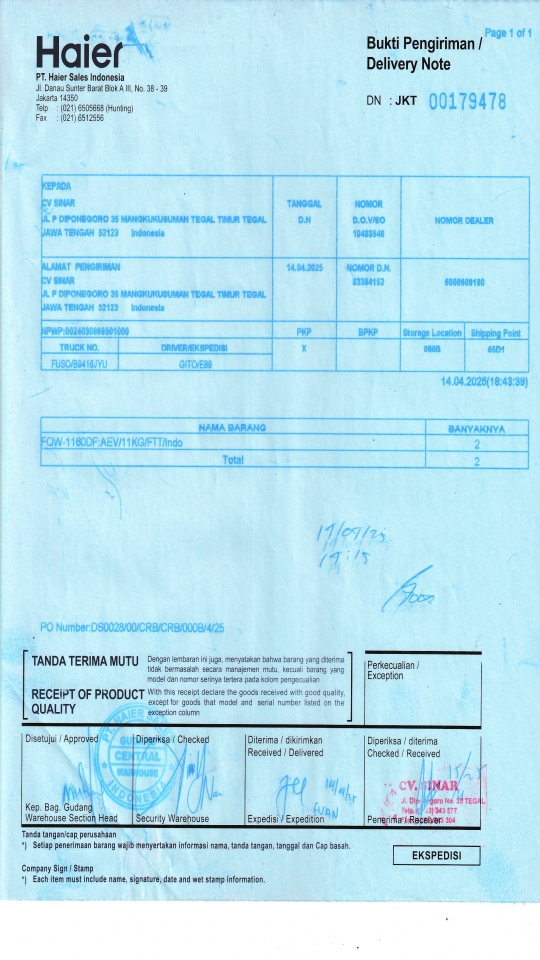 Page 1 of 1
Haier
Bukti Pengiriman /
Delivery Note
PT. Haier Sales Indonesia
Jl. Danau Sunter Barat Blok A III, No. 38 - 39
Jakarta 14350
Telp : (021) 6505668 (Hunting)
Fax : (021) 6512556
DN : JKT 00179478
KEPADA
CV SINAR
JL P DIPONEGORO 35 MANGKUKUSUMAN TEGAL TIMUR TEGAL
JAWA TENGAH 52123 Indonesia
TANGGAL
D.N
NOMOR
D.O.V/SO
10488546
NOMOR DEALER
ALAMAT PENGIRIMAN
CV SINAR
JL P DIPONEGORO 35 MANGKUKUSUMAN TEGAL TIMUR TEGAL
JAWA TENGAH 52123 Indonesia
14.04.2025
NOMOR D.N.
83384152
PKP BPKP Storage Location Shipping Point
TRUCK NO. DRIVER/EKSPEDISI X 000B
FUSO/B9416JYU
14.04.2025(18:43:39)
NAMA BARANG BANYAKNYA
FQW-1160DF:AEV/11KG/FTT/Indo 2
Total 2
PO Number:DS0028/00/CRB/CRB/000B/4/25
TANDA TERIMA MUTU
RECEIPT OF PRODUCT
QUALITY
Dengan lembaran ini juga, menyatakan bahwa barang yang diterima
tidak bermasalah secara manajemen mutu, kecuali barang yang
model dan nomor serinya tertera pada kolom pengecualian
With this receipt declare the goods received with good quality,
except for goods that model and serial number listed on the
exception column
Perkecualian /
Exception
Disetujui / Approved
Kep. Bag. Gudang
Warehouse Section Head
Diperiksa / Checked
Security Warehouse
Diterima / dikirimkan
Received / Delivered
Expedisi / Expedition
Diperiksa / diterima
Checked / Received
Penerima / Receiver
CENTRAL
WAREHOUSE
INDONESIA
CV. SINAR
TEGAL
Tanda tangan/cap perusahaan
*) Setiap penerimaan barang wajib menyertakan informasi nama, tanda tangan, tanggal dan Cap basah.
EKSPEDISI
Company Sign / Stamp
*) Each item must include name, signature, date and wet stamp information.